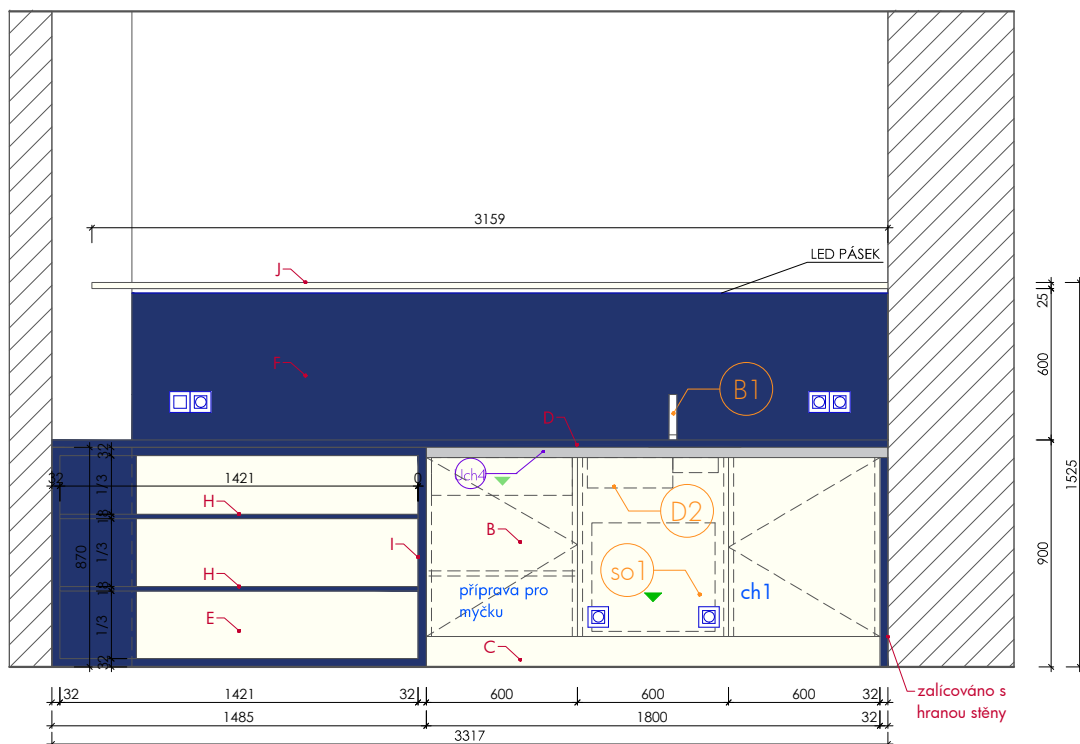 3159
J
LED PÁSEK
25
F
600
B1
D
32
Jch4
32
1421
0
1/3
H
D2
B
1525
I
1/3
870
900
18
H
so1
příprava pro
myčku
ch1
E
1/3
C
32
32
1421
32
600
600
600
32
zalícováno s
hranou stěny
1485
1800
32
3317